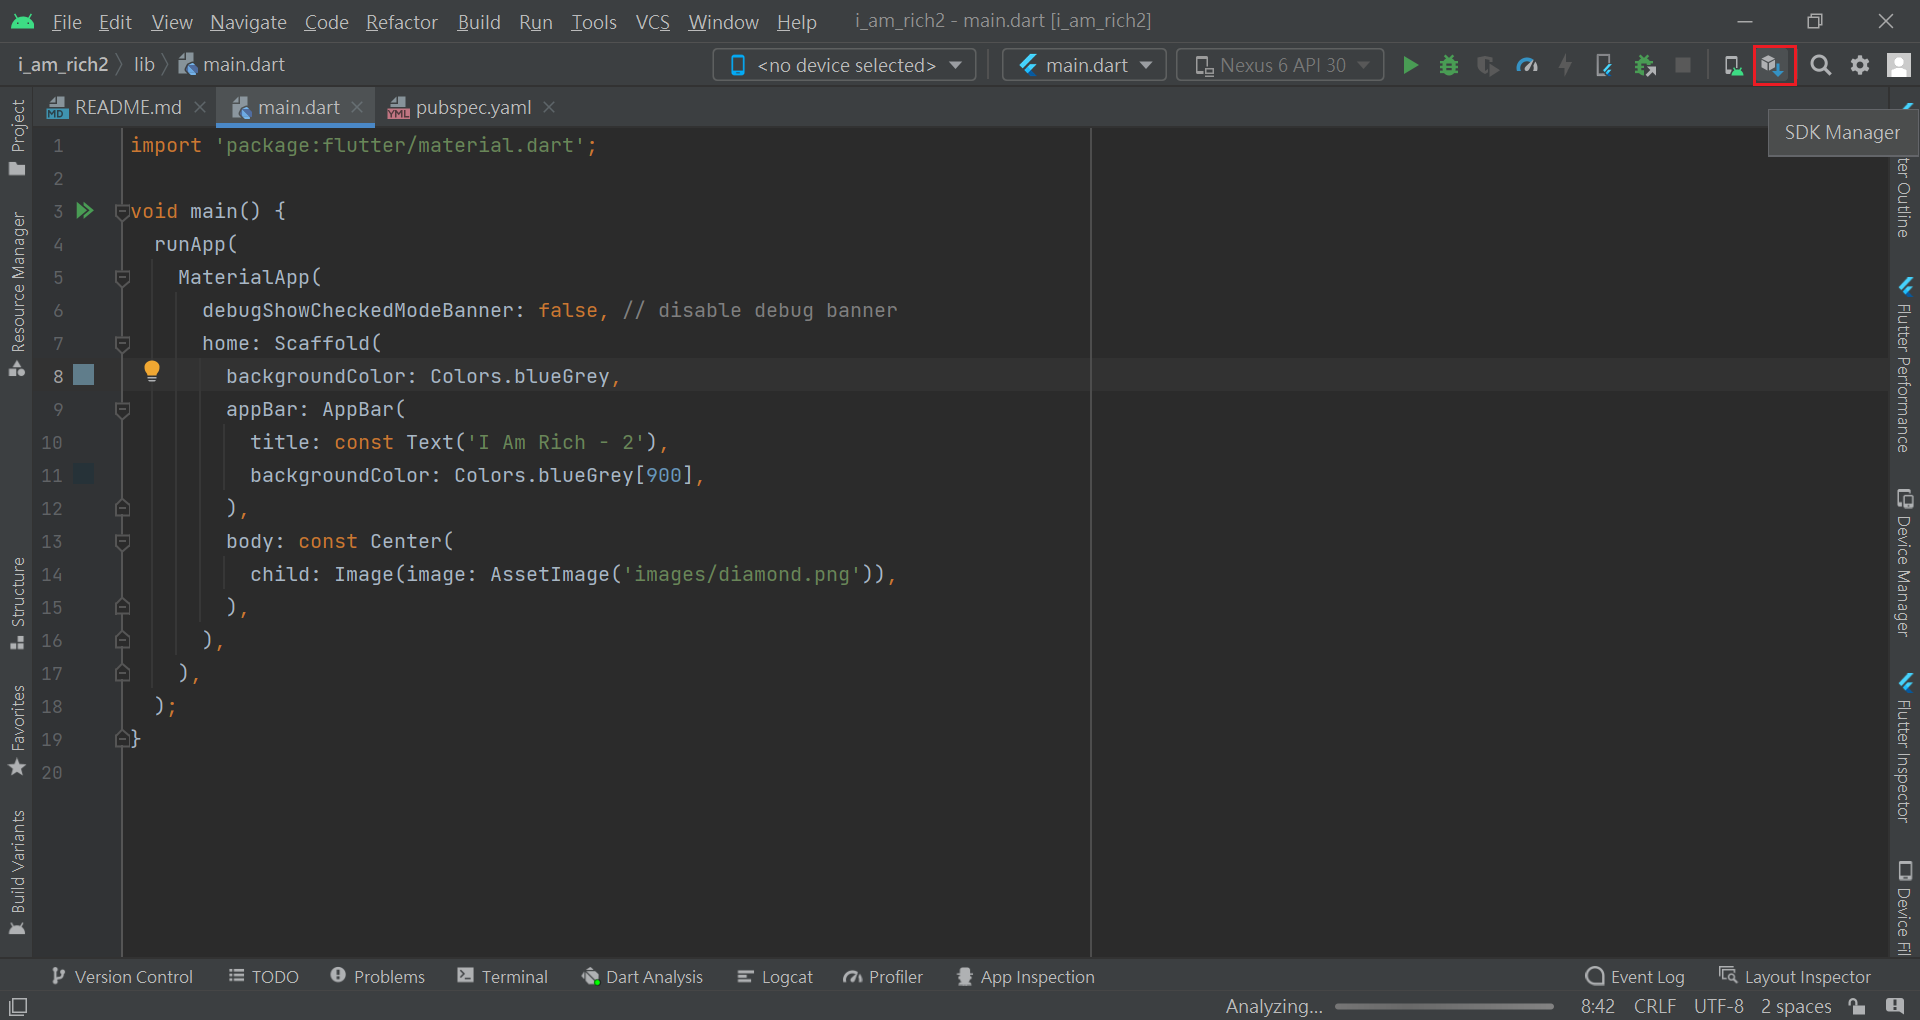 File Edit View Navigate Code Refactor Build Run Tools VCS Window Help i_am_rich2 - main.dart [i_am_rich2]
i_am_rich2 lib main.dart <no device selected> main.dart Nexus 6 API 30
README.md main.dart pubspec.yaml
SDK Manager
1 import 'package:flutter/material.dart';
2
3 void main() {
4 runApp(
5 MaterialApp(
6 debugShowCheckedModeBanner: false, // disable debug banner
7 home: Scaffold(
8 backgroundColor: Colors.blueGrey,
9 appBar: AppBar(
10 title: const Text('I Am Rich - 2'),
11 backgroundColor: Colors.blueGrey[900],
12 ),
13 body: const Center(
14 child: Image(image: AssetImage('images/diamond.png')),
15 ),
16 ),
17 ),
18 );
19 }
20
Project
Resource Manager
Structure
Favorites
Build Variants
ter Outline
Flutter Performance
Device Manager
Flutter Inspector
Device Fil
Version Control TODO Problems Terminal Dart Analysis Logcat Profiler App Inspection Event Log Layout Inspector
Analyzing... 8:42 CRLF UTF-8 2 spaces